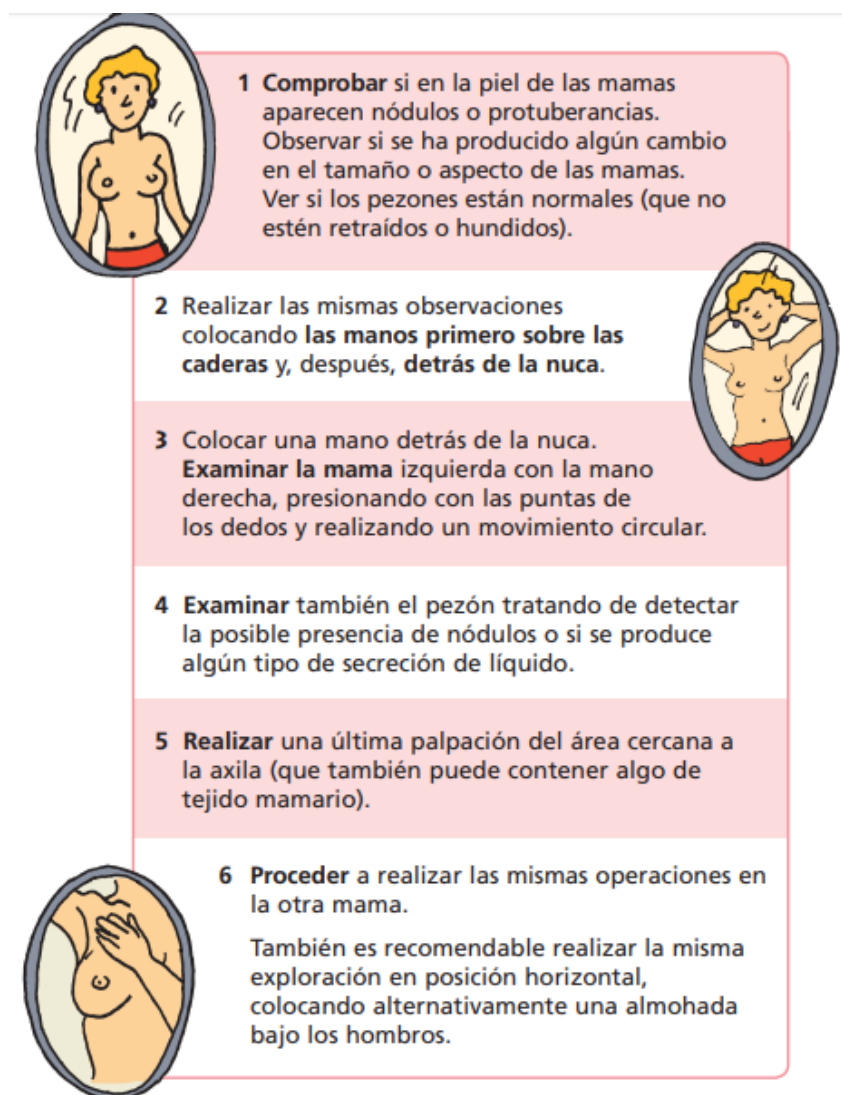 1 Comprobar si en la piel de las mamas
aparecen nódulos o protuberancias.
Observar si se ha producido algún cambio
en el tamaño o aspecto de las mamas.
Ver si los pezones están normales (que no
estén retraídos o hundidos).
2 Realizar las mismas observaciones
colocando las manos primero sobre las
caderas y, después, detrás de la nuca.
3 Colocar una mano detrás de la nuca.
Examinar la mama izquierda con la mano
derecha, presionando con las puntas de
los dedos y realizando un movimiento circular.
4 Examinar también el pezón tratando de detectar
la posible presencia de nódulos o si se produce
algún tipo de secreción de líquido.
5 Realizar una última palpación del área cercana a
la axila (que también puede contener algo de
tejido mamario).
6 Proceder a realizar las mismas operaciones en
la otra mama.
También es recomendable realizar la misma
exploración en posición horizontal,
colocando alternativamente una almohada
bajo los hombros.